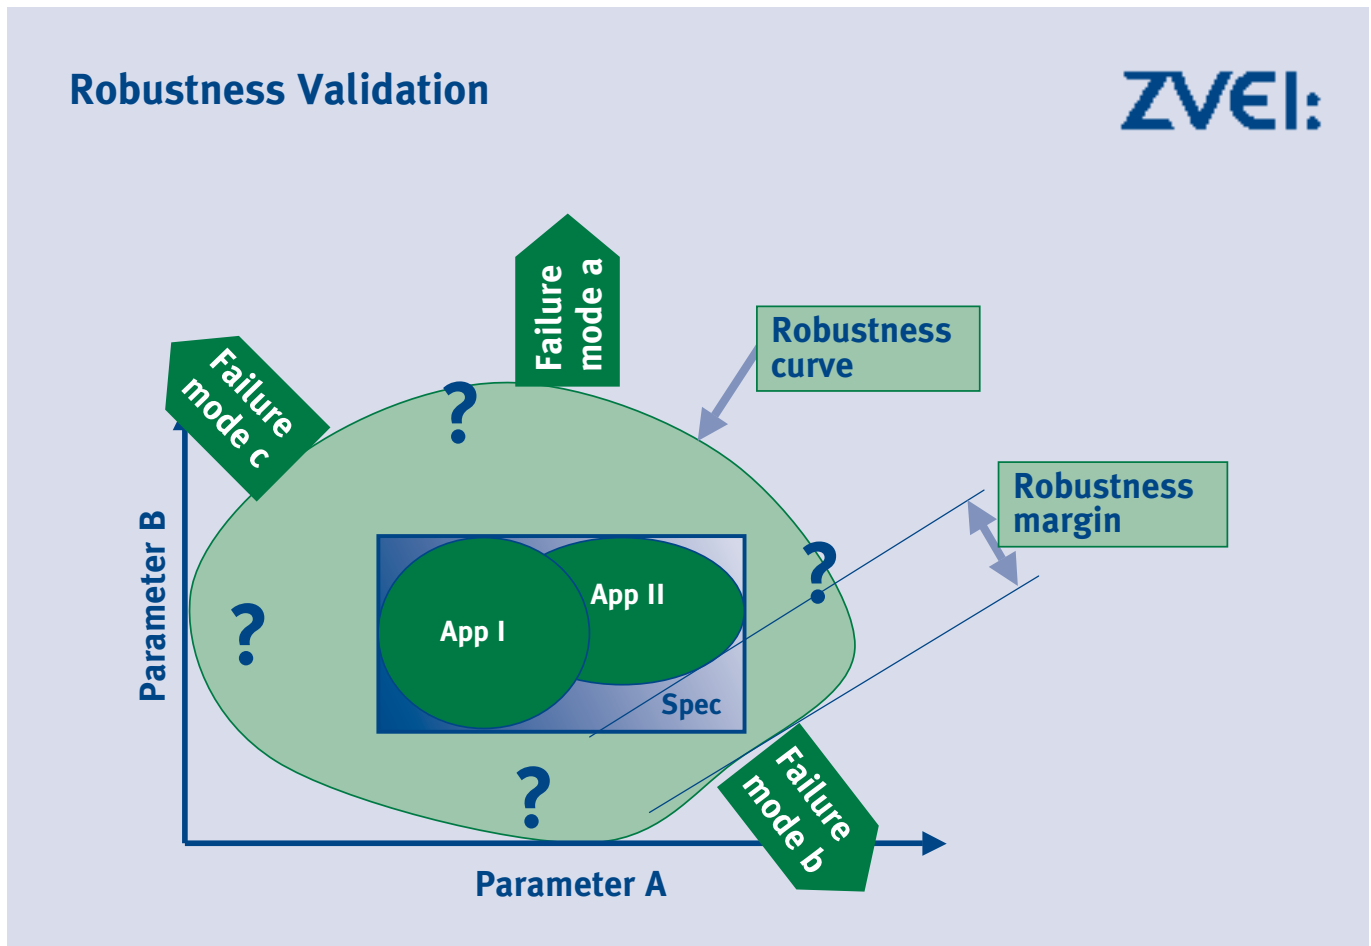 Robustness Validation
ZVEI:
Failure
mode a
Robustness
curve
Failure
mode c
?
Robustness
margin
Parameter B
?
App II
App I
?
Spec
?
Failure
mode b
Parameter A